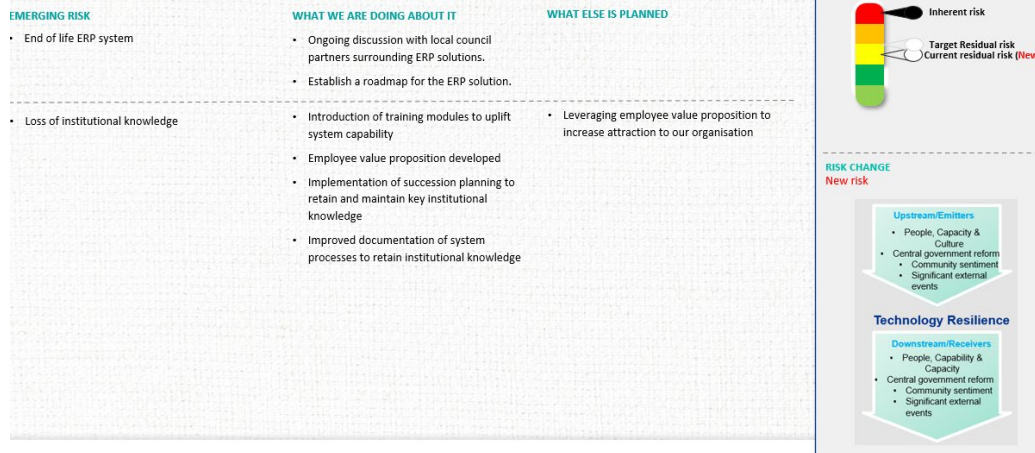 EMERGING RISK
• End of life ERP system
• Loss of institutional knowledge
WHAT WE ARE DOING ABOUT IT
• Ongoing discussion with local council
partners surrounding ERP solutions.
• Establish a roadmap for the ERP solution.
• Introduction of training modules to uplift
system capability
• Employee value proposition developed
• Implementation of succession planning to
retain and maintain key institutional
knowledge
• Improved documentation of system
processes to retain institutional knowledge
WHAT ELSE IS PLANNED
• Leveraging employee value proposition to
increase attraction to our organisation
Inherent risk
Target Residual risk
Current residual risk (New
RISK CHANGE
New risk
Upstream/Emitters
• People, Capacity &
Culture
• Central government reform
• Community sentiment
• Significant external
events
Technology Resilience
Downstream/Receivers
• People, Capability &
Capacity
• Central government reform
• Community sentiment
• Significant external
events